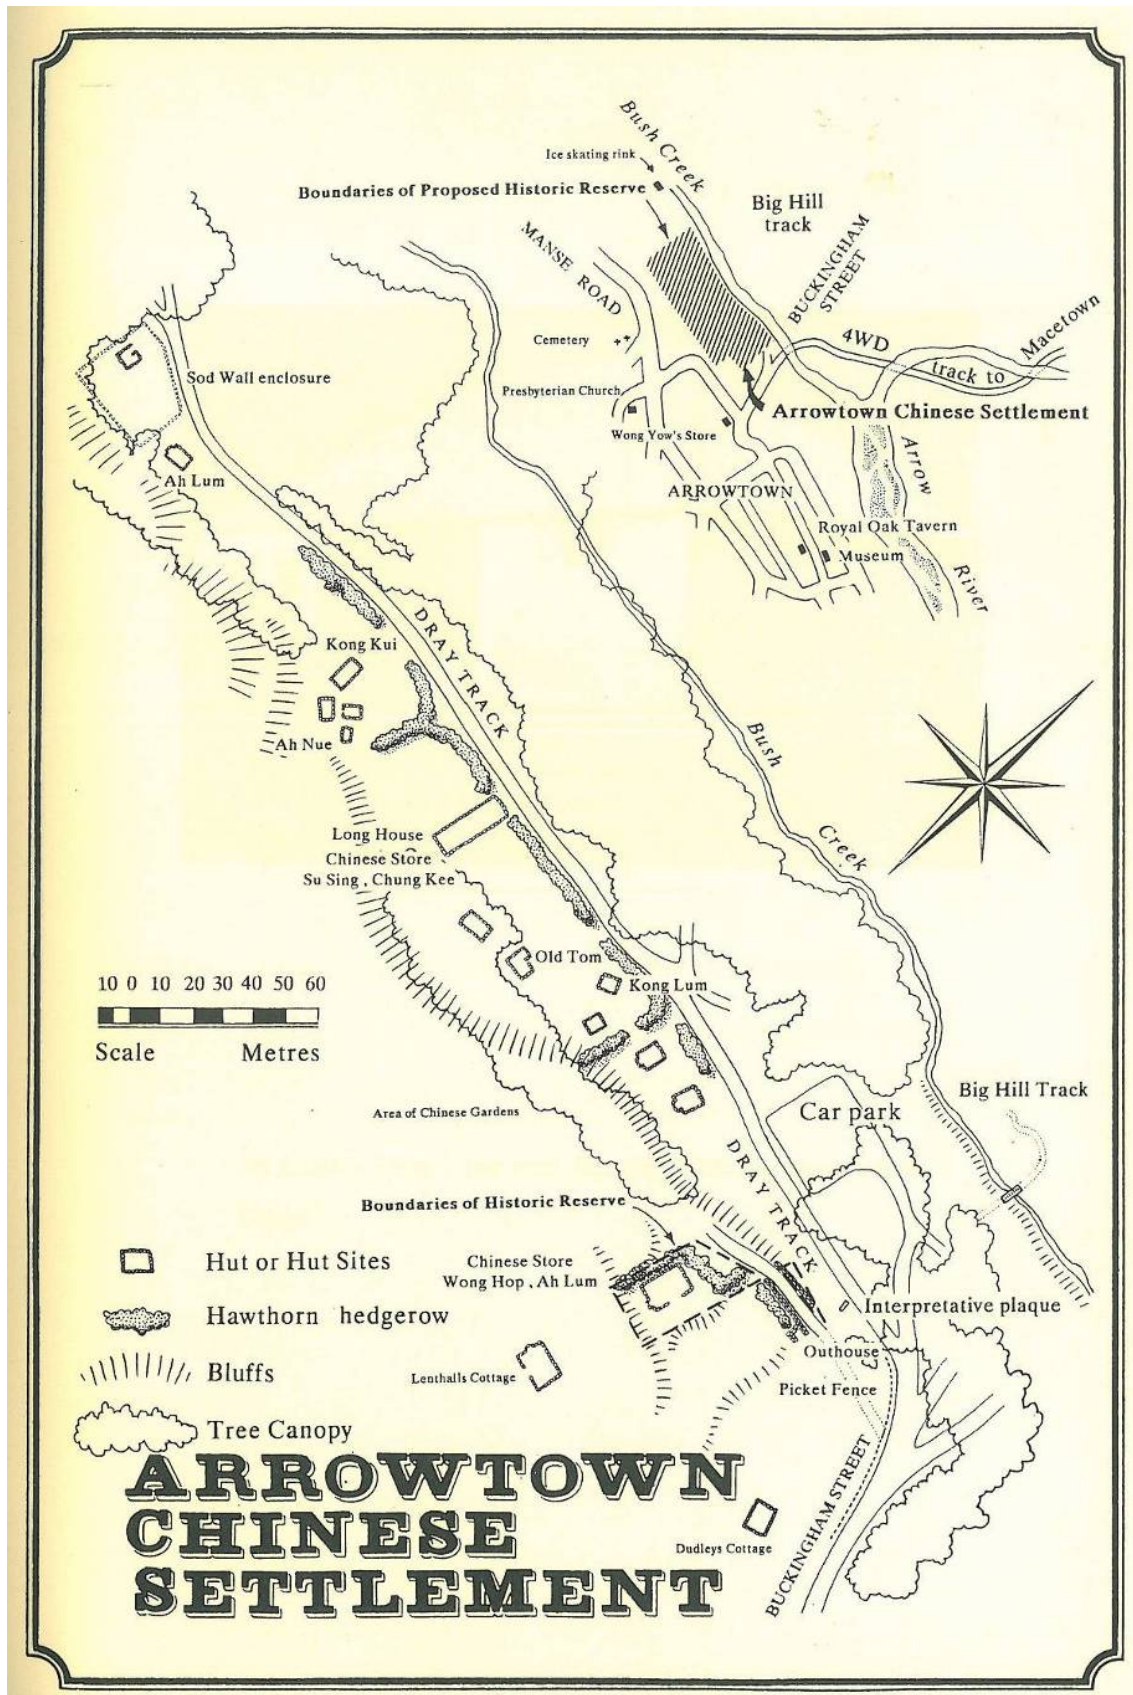 Bush Creek
Ice skating rink
Boundaries of Proposed Historic Reserve
Big Hill
track
MANSE ROAD
BUCKINGHAM
STREET
4WD
track to
Macetown
Cemetery
Presbyterian Church
Arrowtown Chinese Settlement
Wong Yow's Store
Arrow
River
ARROWTOWN
Royal Oak Tavern
Museum
Sod Wall enclosure
Ah Lum
DRAY TRACK
Kong Kui
Ah Nue
Bush
Creek
Long House
Chinese Store
Su Sing , Chung Kee
Old Tom
Kong Lum
10 0 10 20 30 40 50 60
Scale Metres
Area of Chinese Gardens
Car park
Big Hill Track
DRAY TRACK
Boundaries of Historic Reserve
Chinese Store
Wong Hop , Ah Lum
Hut or Hut Sites
Hawthorn hedgerow
Bluffs
Tree Canopy
Interpretative plaque
Outhouse
Picket Fence
Lenthalls Cottage
BUCKINGHAM STREET
Dudleys Cottage
ARROWTOWN
CHINESE
SETTLEMENT